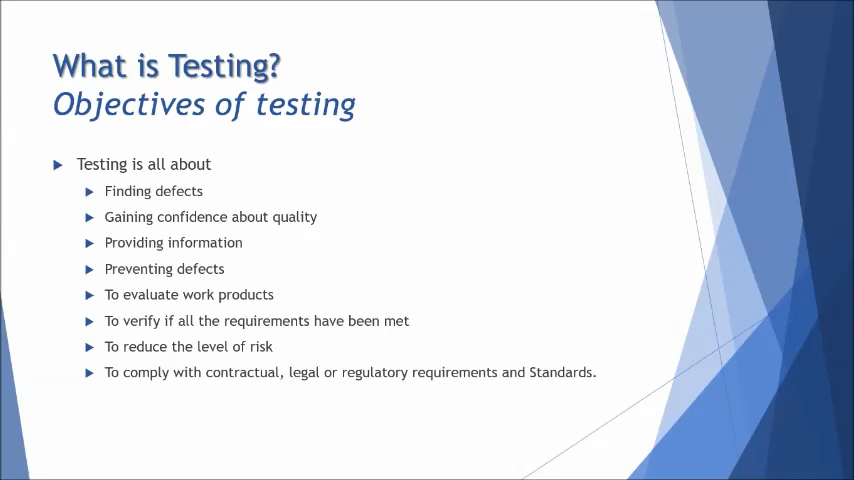 What is Testing?
Objectives of testing
Testing is all about
Finding defects
Gaining confidence about quality
Providing information
Preventing defects
To evaluate work products
To verify if all the requirements have been met
To reduce the level of risk
To comply with contractual, legal or regulatory requirements and Standards.